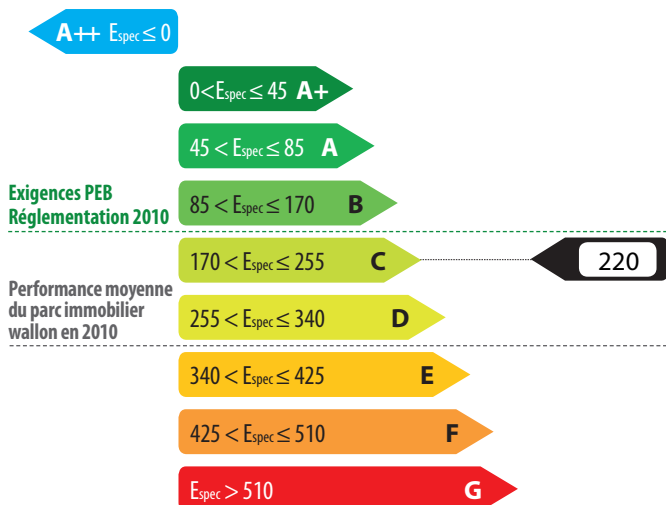 A++ Espec ≤ 0
0<Espec ≤ 45 A+
45 < Espec ≤ 85 A
Exigences PEB
Réglementation 2010
85 < Espec ≤ 170 B
170 < Espec ≤ 255 C
220
Performance moyenne
du parc immobilier
wallon en 2010
255 < Espec ≤ 340 D
340 < Espec ≤ 425 E
425 < Espec ≤ 510 F
Espec > 510 G